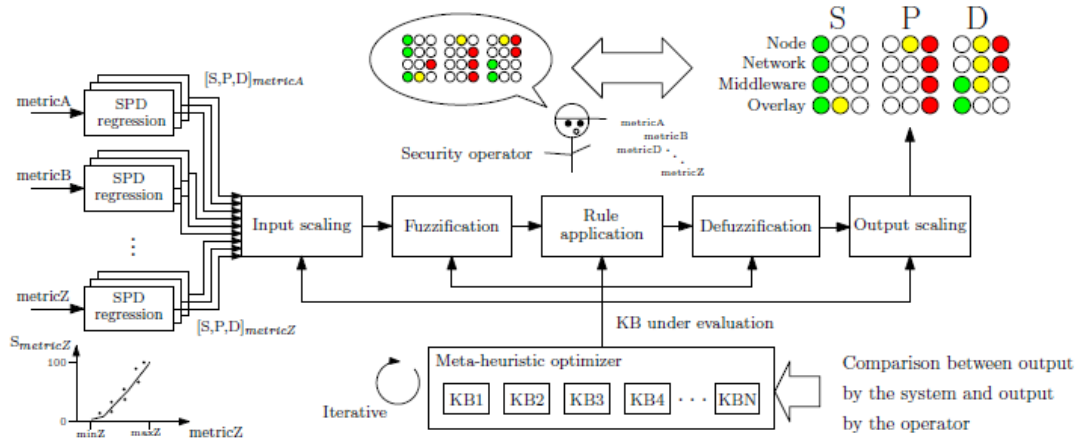 S P D
Node
Network
Middleware
Overlay
[S,P,D]metricA
metricA
SPD
regression
metricB
SPD
regression
metricZ
SPD
regression
[S,P,D]metricZ
Security operator
metricA
metricB
metricD
metricZ
Input scaling
Fuzzification
Rule
application
Defuzzification
Output scaling
KB under evaluation
SmetricZ
100
0
minZ
maxZ
metricZ
Iterative
Meta-heuristic optimizer
KB1 KB2 KB3 KB4 · · · KBN
Comparison between output
by the system and output
by the operator